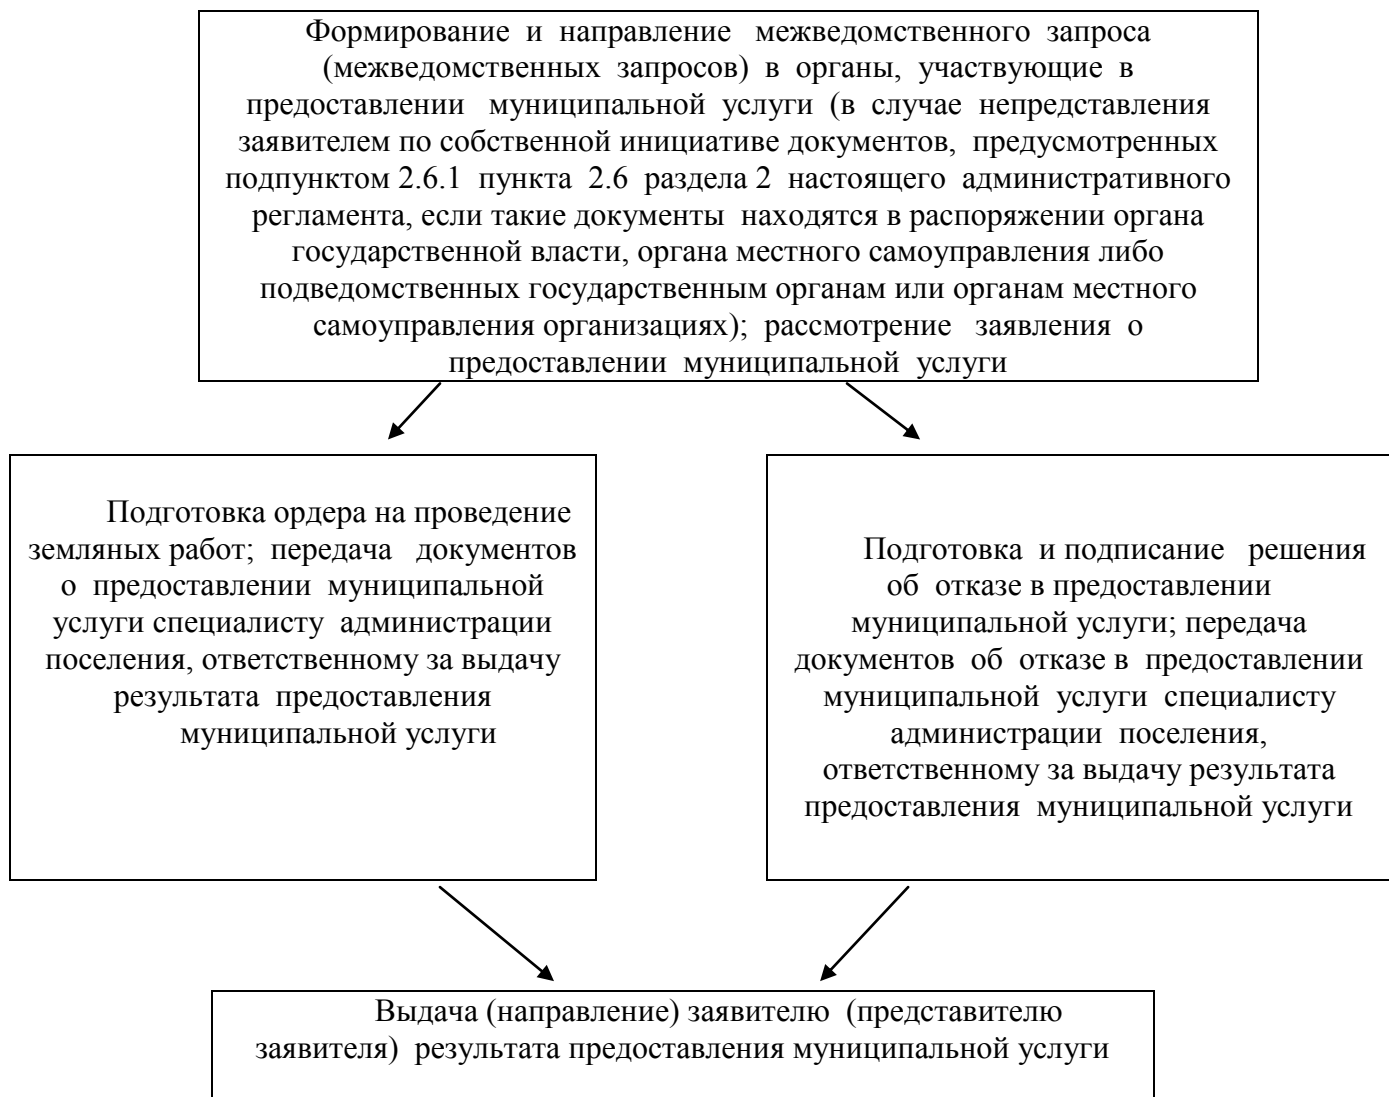 Формирование и направление межведомственного запроса
(межведомственных запросов) в органы, участвующие в
предоставлении муниципальной услуги (в случае непредставления
заявителем по собственной инициативе документов, предусмотренных
подпунктом 2.6.1 пункта 2.6 раздела 2 настоящего административного
регламента, если такие документы находятся в распоряжении органа
государственной власти, органа местного самоуправления либо
подведомственных государственным органам или органам местного
самоуправления организациях); рассмотрение заявления о
предоставлении муниципальной услуги
Подготовка ордера на проведение
земляных работ; передача документов
о предоставлении муниципальной
услуги специалисту администрации
поселения, ответственному за выдачу
результата предоставления
муниципальной услуги
Подготовка и подписание решения
об отказе в предоставлении
муниципальной услуги; передача
документов об отказе в предоставлении
муниципальной услуги специалисту
администрации поселения,
ответственному за выдачу результата
предоставления муниципальной услуги
Выдача (направление) заявителю (представителю
заявителя) результата предоставления муниципальной услуги